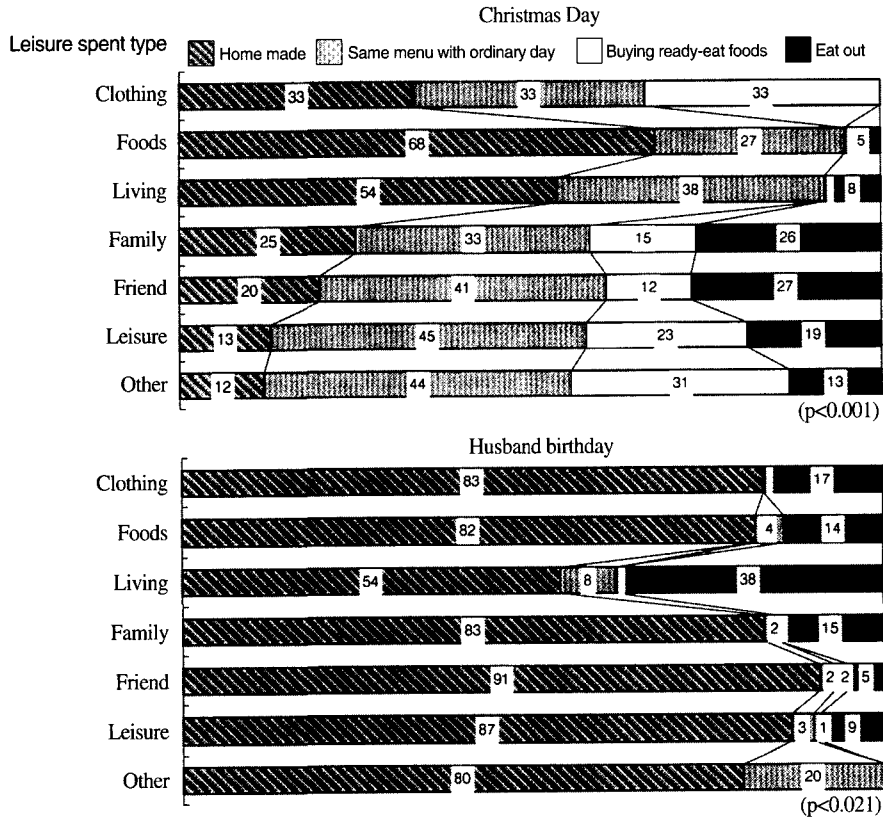 Christmas Day
Leisure spent type
Home made Same menu with ordinary day Buying ready-eat foods Eat out
Clothing 33 33 33
Foods 68 27 5
Living 54 38 8
Family 25 33 15 26
Friend 20 41 12 27
Leisure 13 45 23 19
Other 12 44 31 13
(p<0.001)
Husband birthday
Clothing 83 17
Foods 82 4 14
Living 54 8 38
Family 83 2 15
Friend 91 2 2 5
Leisure 87 3 1 9
Other 80 20
(p<0.021)